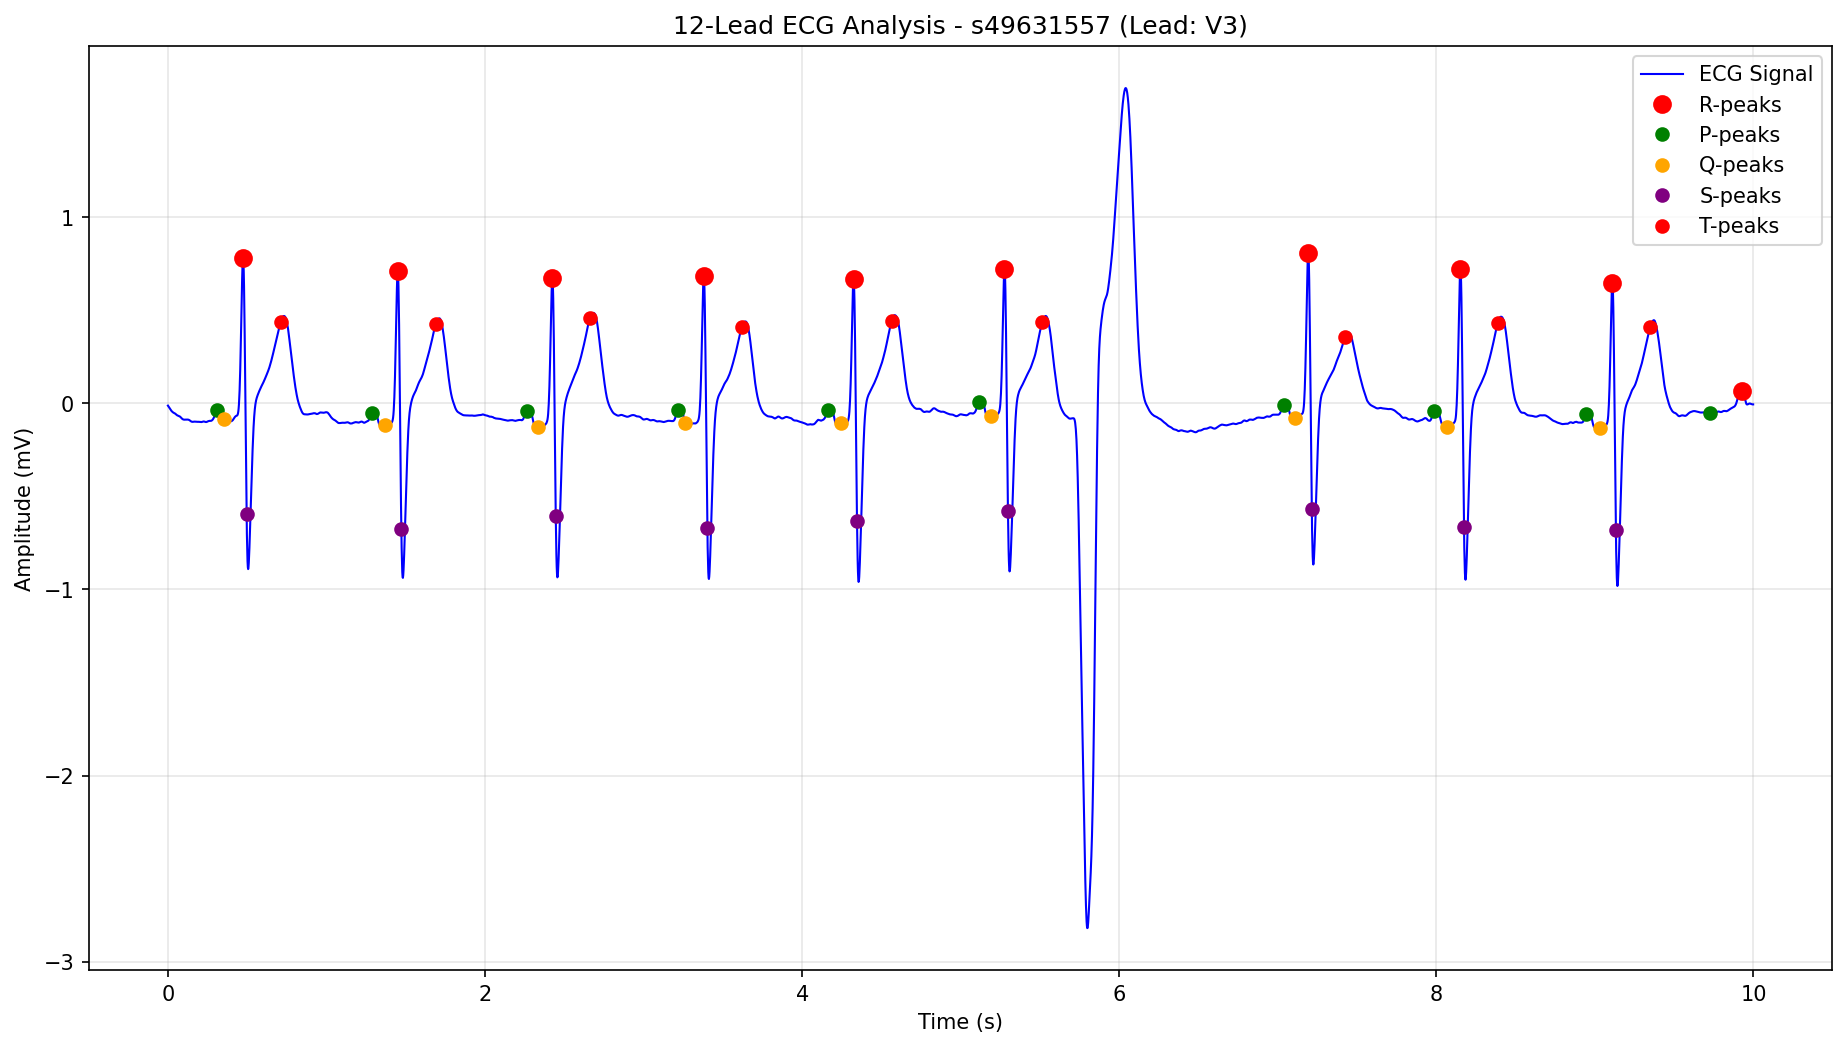 12-Lead ECG Analysis - s49631557 (Lead: V3)
ECG Signal
R-peaks
P-peaks
Q-peaks
S-peaks
T-peaks
Amplitude (mV)
1
0
−1
−2
−3
0 2 4 6 8 10
Time (s)